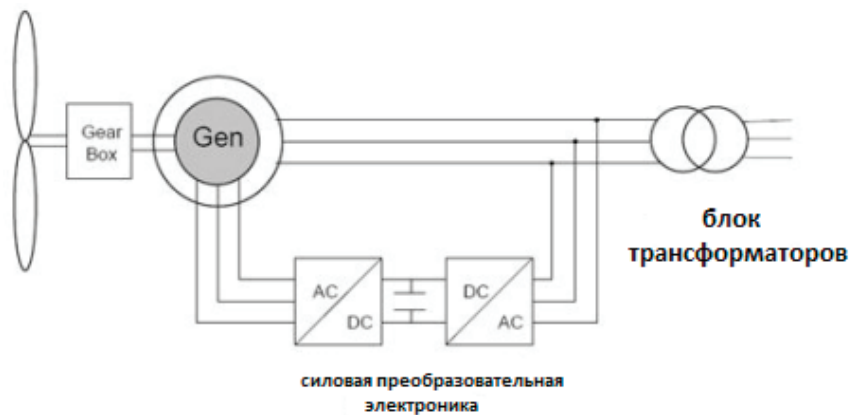 Gear
Box
Gen
блок
трансформаторов
AC
DC
DC
AC
силовая преобразовательная
электроника